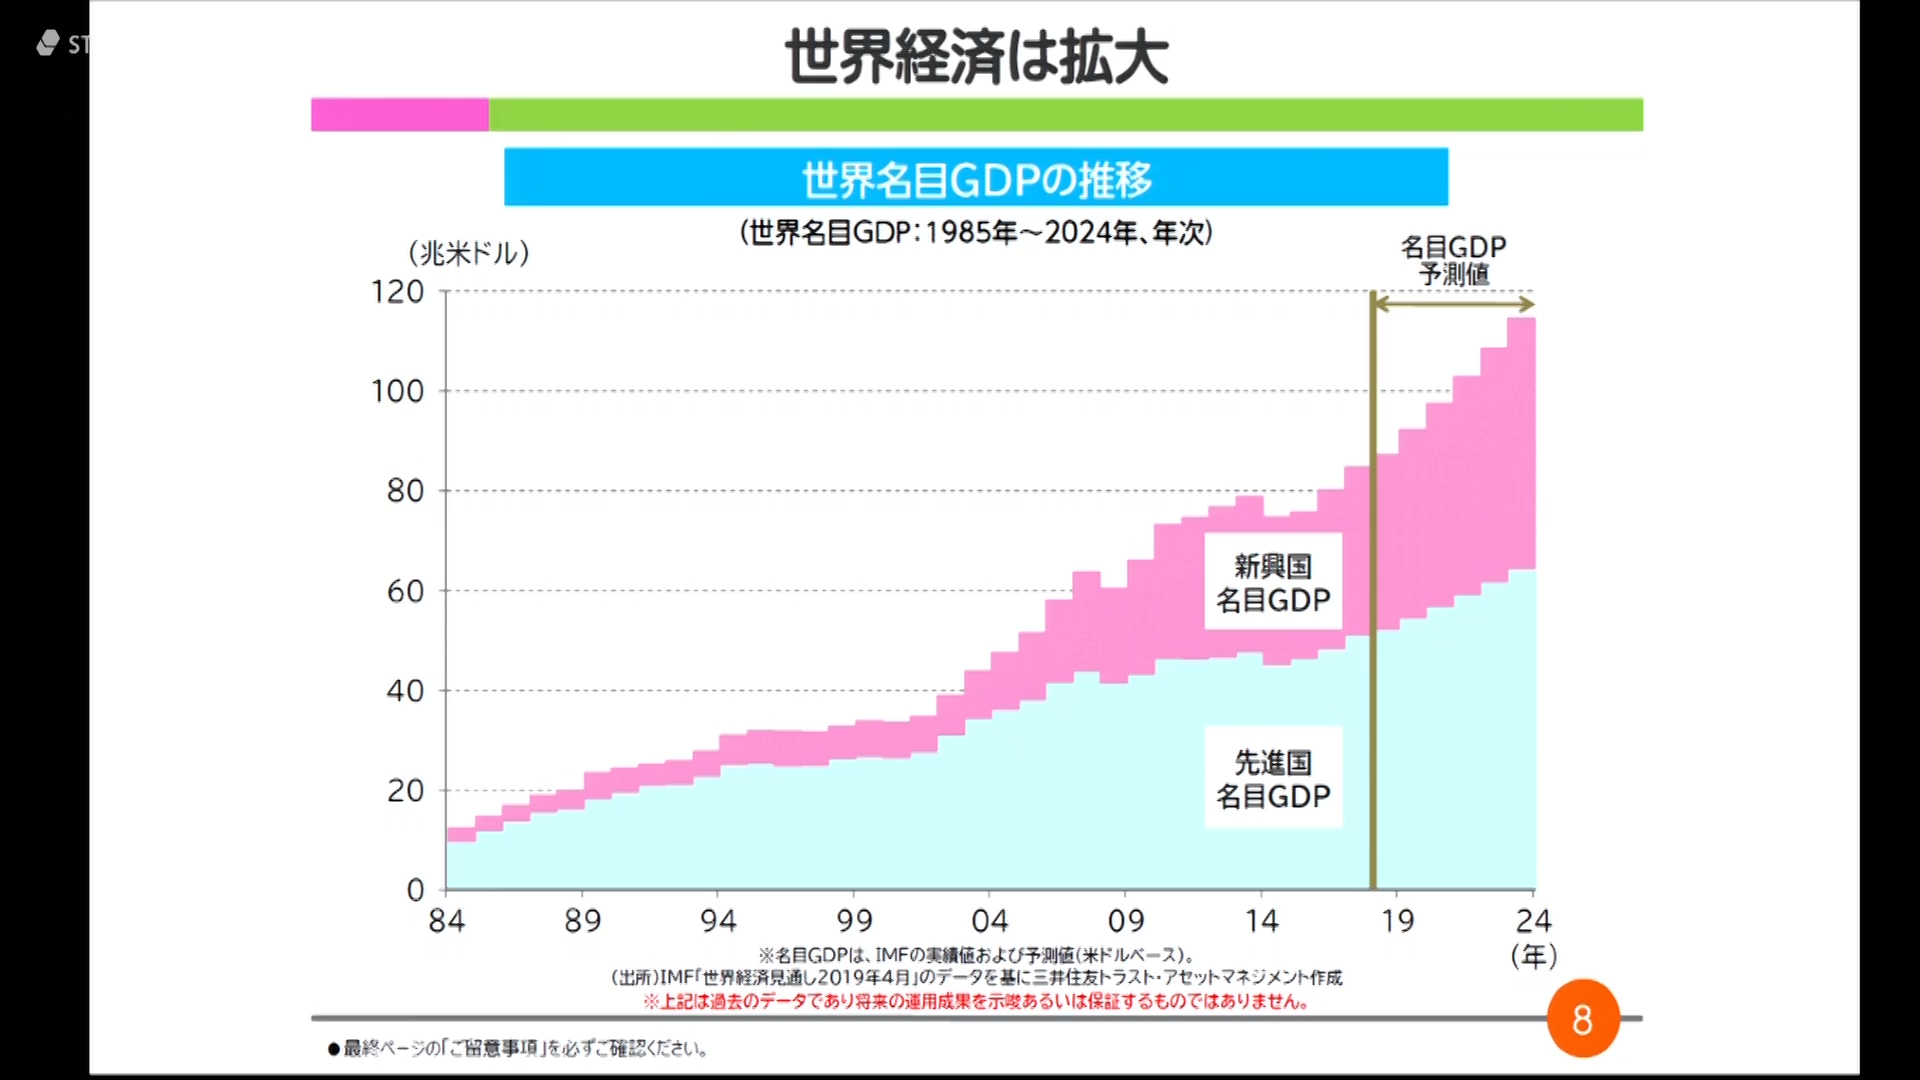 ST
世界経済は拡大
世界名目GDPの推移
(世界名目GDP:1985年～2024年、年次)
(兆米ドル)
名目GDP
予測値
120
100
80
60
40
20
0
新興国
名目GDP
先進国
名目GDP
84 89 94 99 04 09 14 19 24
(年)
※名目GDPは、IMFの実績値および予測値(米ドルベース)。
(出所)IMF「世界経済見通し2019年4月」のデータを基に三井住友トラスト・アセットマネジメント作成
※上記は過去のデータであり将来の運用成果を示唆あるいは保証するものではありません。
8
●最終ページの「ご留意事項」を必ずご確認ください。